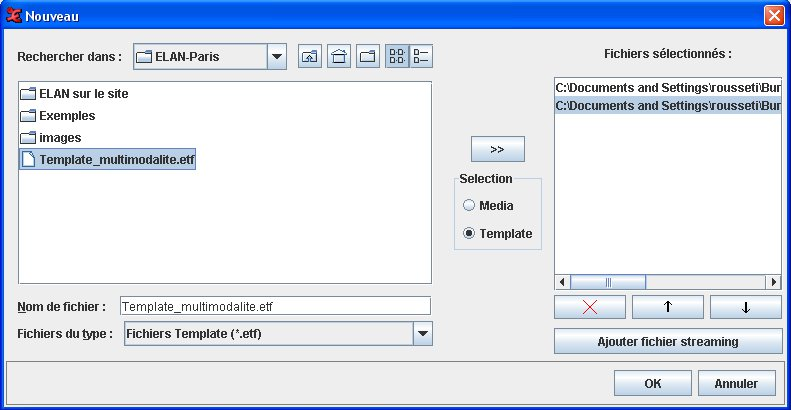 Nouveau
Rechercher dans :
ELAN-Paris
Fichiers sélectionnés :
ELAN sur le site
Exemples
images
Template_multimodalite.etf
C:\Documents and Settings\rousseti\Bur
C:\Documents and Settings\rousseti\Bur
>>
Selection
Media
Template
Nom de fichier :
Template_multimodalite.etf
Fichiers du type :
Fichiers Template (*.etf)
Ajouter fichier streaming
OK
Annuler